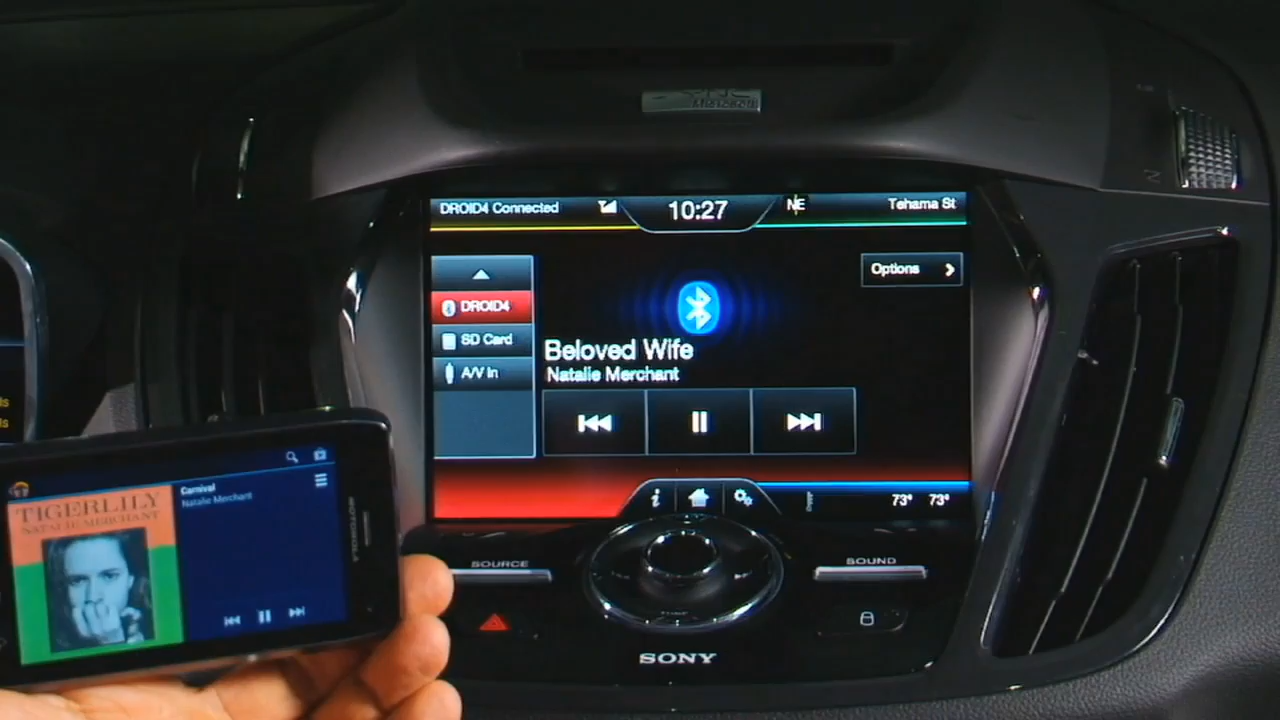 DROID4 Connected
10:27
NE
Tehama St
Options
DROID4
SD Card
A/V In
Beloved Wife
Natalie Merchant
73° 73°
SOURCE
SOUND
SONY
TIGERLILY
NATALIE MERCHANT
Carnival
Natalie Merchant
MOTOROLA